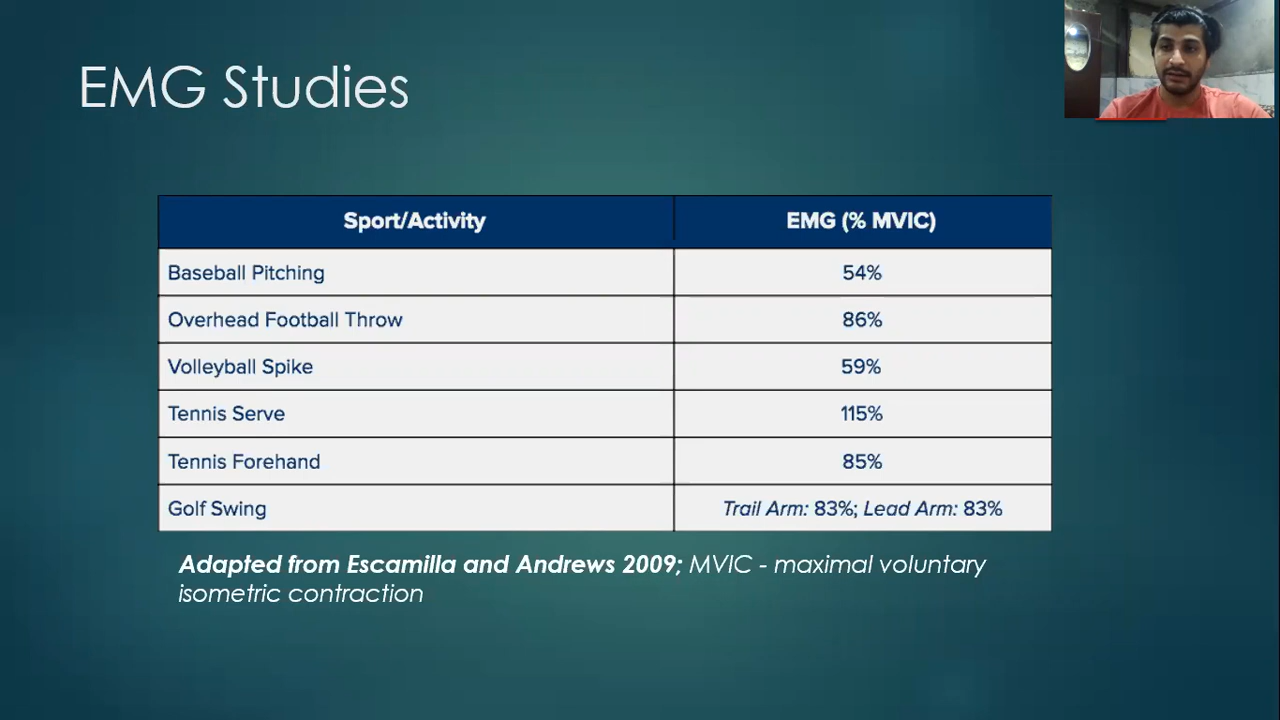 EMG Studies
Sport/Activity EMG (% MVIC)
Baseball Pitching 54%
Overhead Football Throw 86%
Volleyball Spike 59%
Tennis Serve 115%
Tennis Forehand 85%
Golf Swing Trail Arm: 83%; Lead Arm: 83%
Adapted from Escamilla and Andrews 2009; MVIC - maximal voluntary
isometric contraction